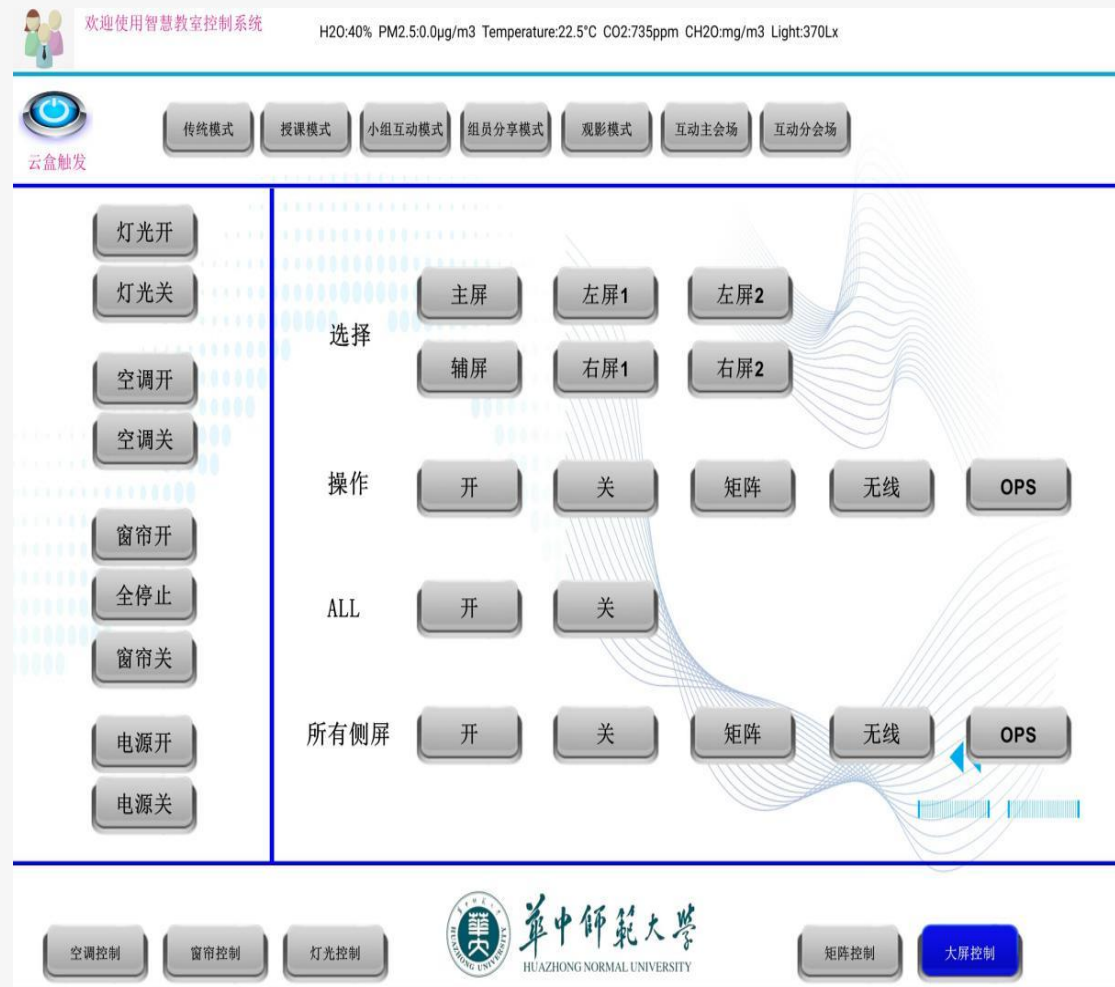 欢迎使用智慧教室控制系统
H2O:40% PM2.5:0.0μg/m3 Temperature:22.5°C CO2:735ppm CH2O:mg/m3 Light:370Lx
云盒触发
传统模式 授课模式 小组互动模式 组员分享模式 观影模式 互动主会场 互动分会场
灯光开
灯光关
空调开
空调关
窗帘开
全停止
窗帘关
电源开
电源关
选择
主屏 左屏1 左屏2
辅屏 右屏1 右屏2
操作 开 关 矩阵 无线 OPS
ALL 开 关
所有侧屏 开 关 矩阵 无线 OPS
空调控制 窗帘控制 灯光控制
華中師範大學
HUAZHONG NORMAL UNIVERSITY
矩阵控制 大屏控制